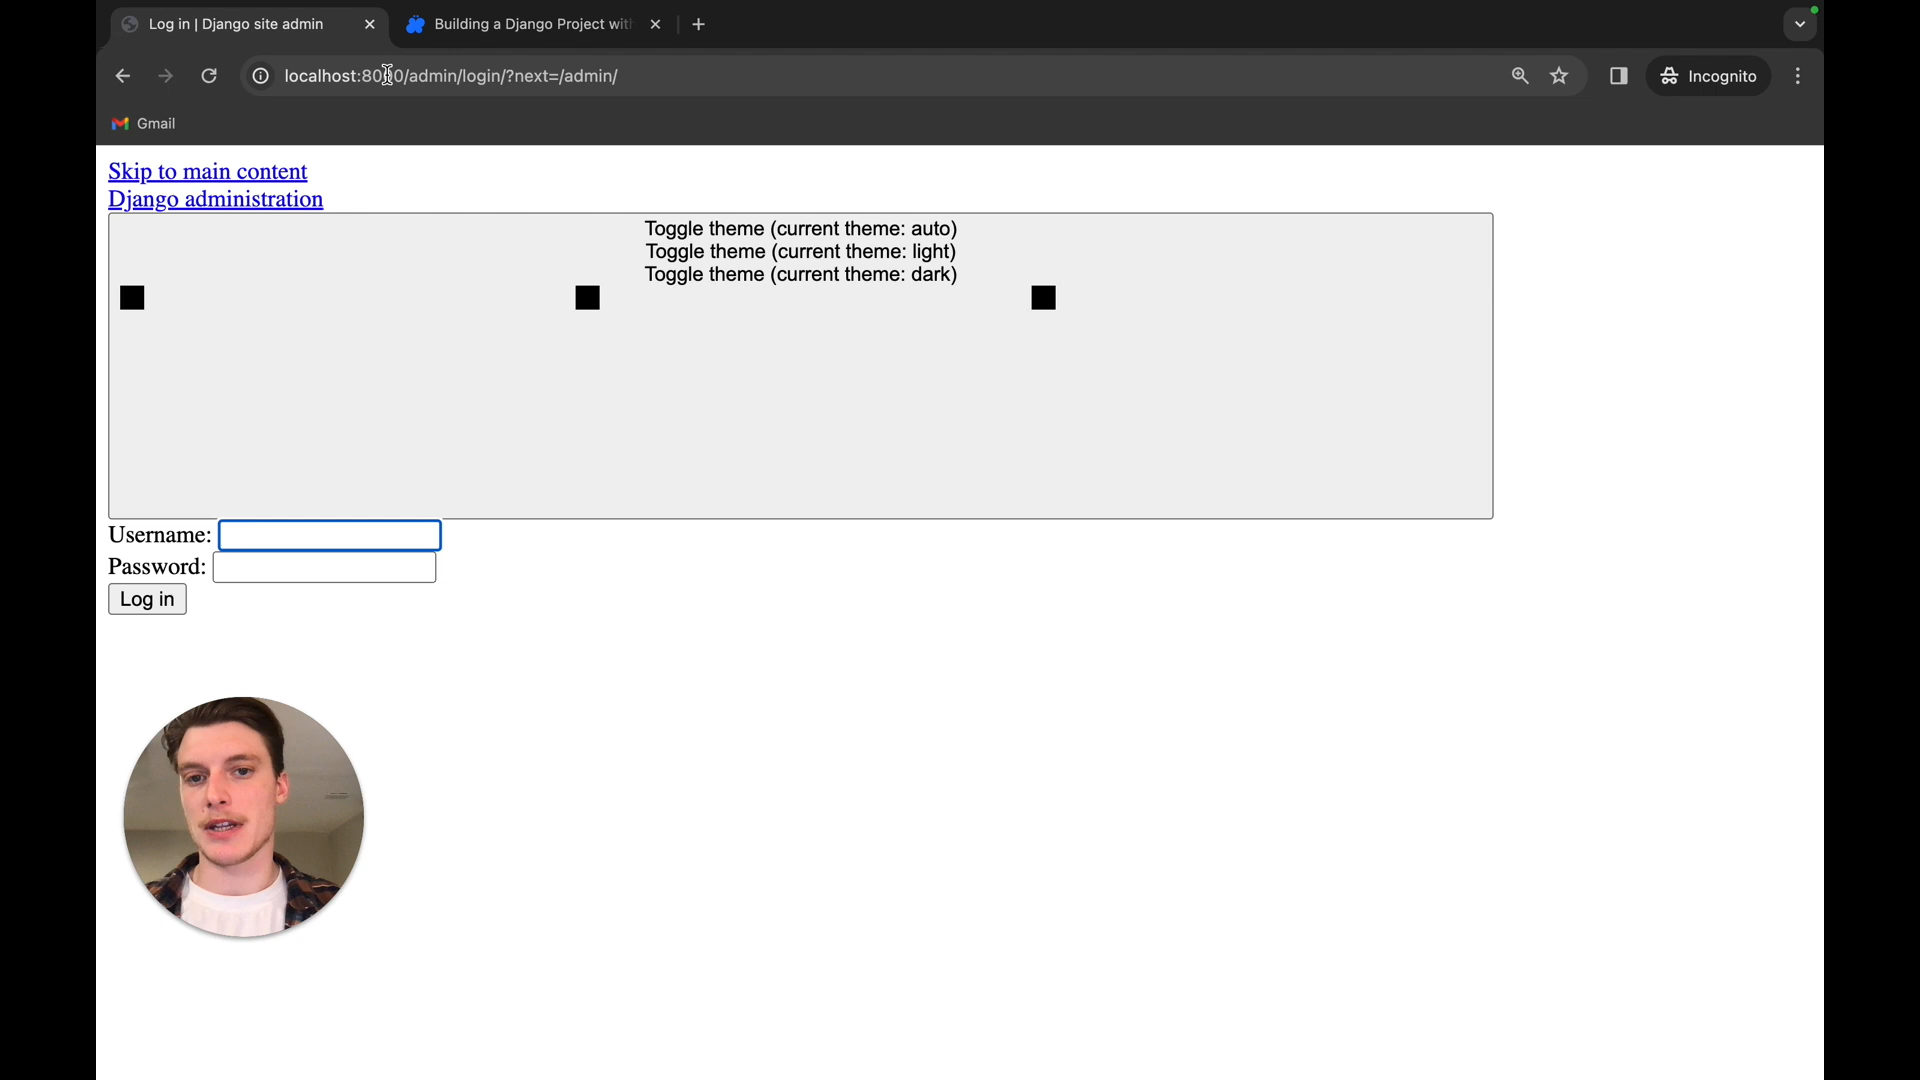 Log in | Django site admin
Building a Django Project with
localhost:8000/admin/login/?next=/admin/
Incognito
Gmail
Skip to main content
Django administration
Toggle theme (current theme: auto)
Toggle theme (current theme: light)
Toggle theme (current theme: dark)
Username:
Password:
Log in